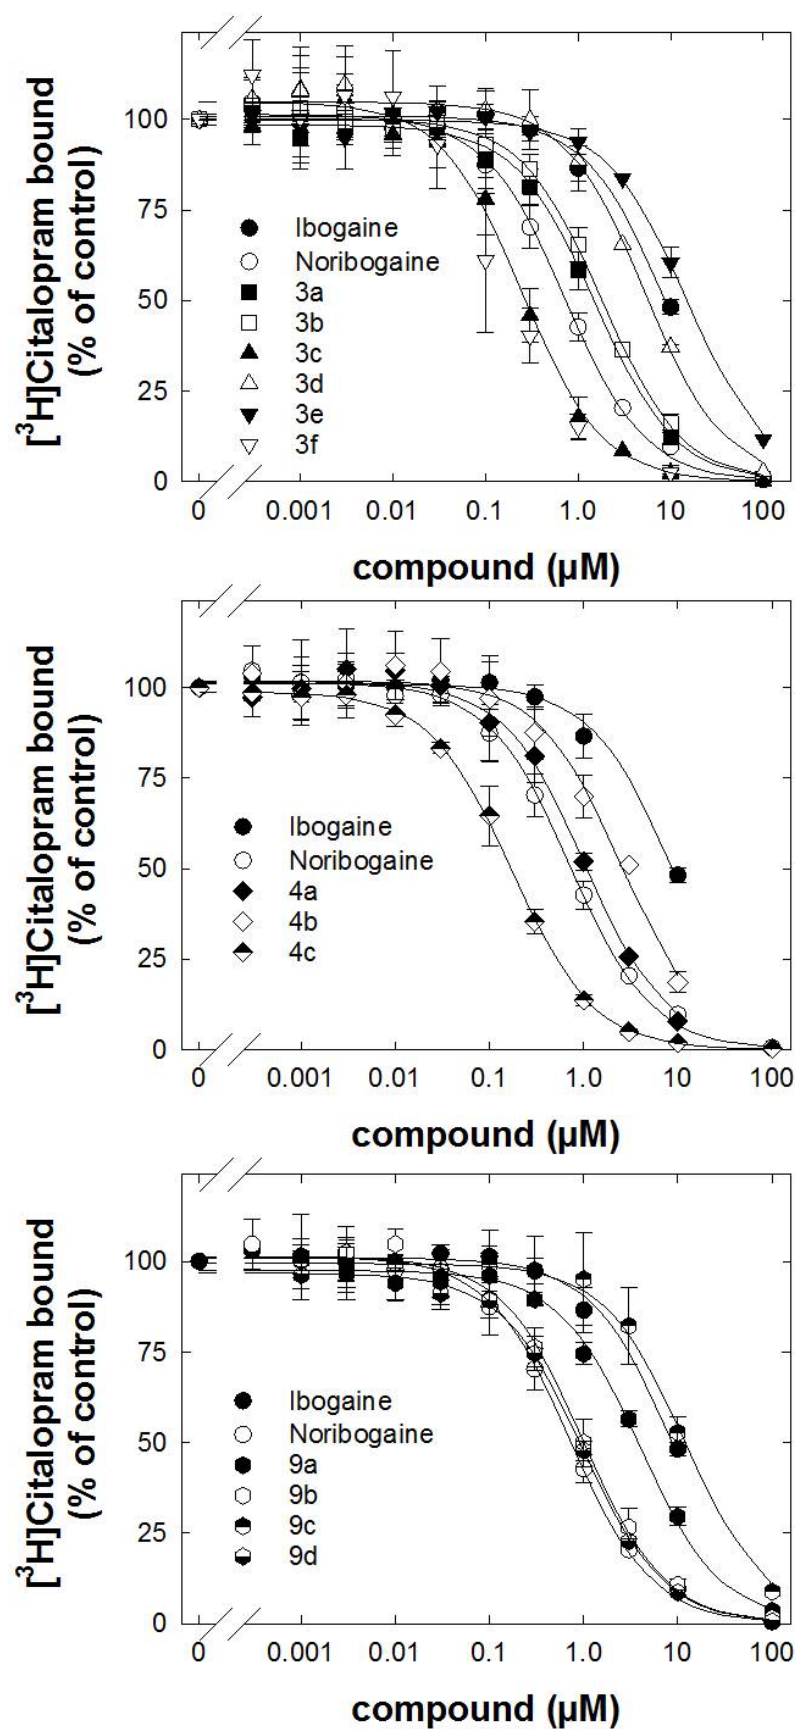 [³H]Citalopram bound
(% of control)
100
75
50
25
0
Ibogaine
Noribogaine
3a
3b
3c
3d
3e
3f
0 0.001 0.01 0.1 1.0 10 100
compound (µM)
[³H]Citalopram bound
(% of control)
100
75
50
25
0
Ibogaine
Noribogaine
4a
4b
4c
0 0.001 0.01 0.1 1.0 10 100
compound (µM)
[³H]Citalopram bound
(% of control)
100
75
50
25
0
Ibogaine
Noribogaine
9a
9b
9c
9d
0 0.001 0.01 0.1 1.0 10 100
compound (µM)